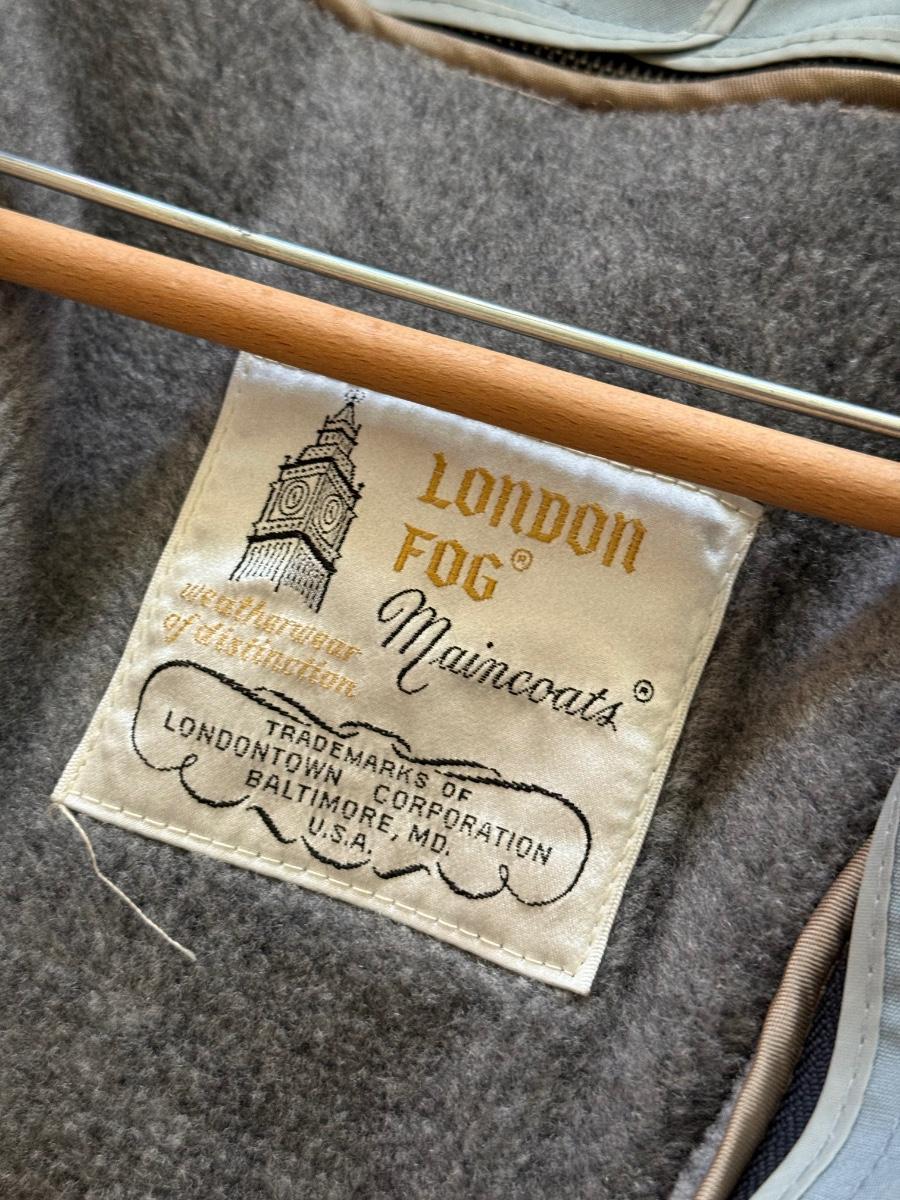 LONDON
FOG®
Maincoats®
weatherwear
of distinction
TRADEMARKS OF
LONDONTOWN CORPORATION
BALTIMORE, MD.
U.S.A.